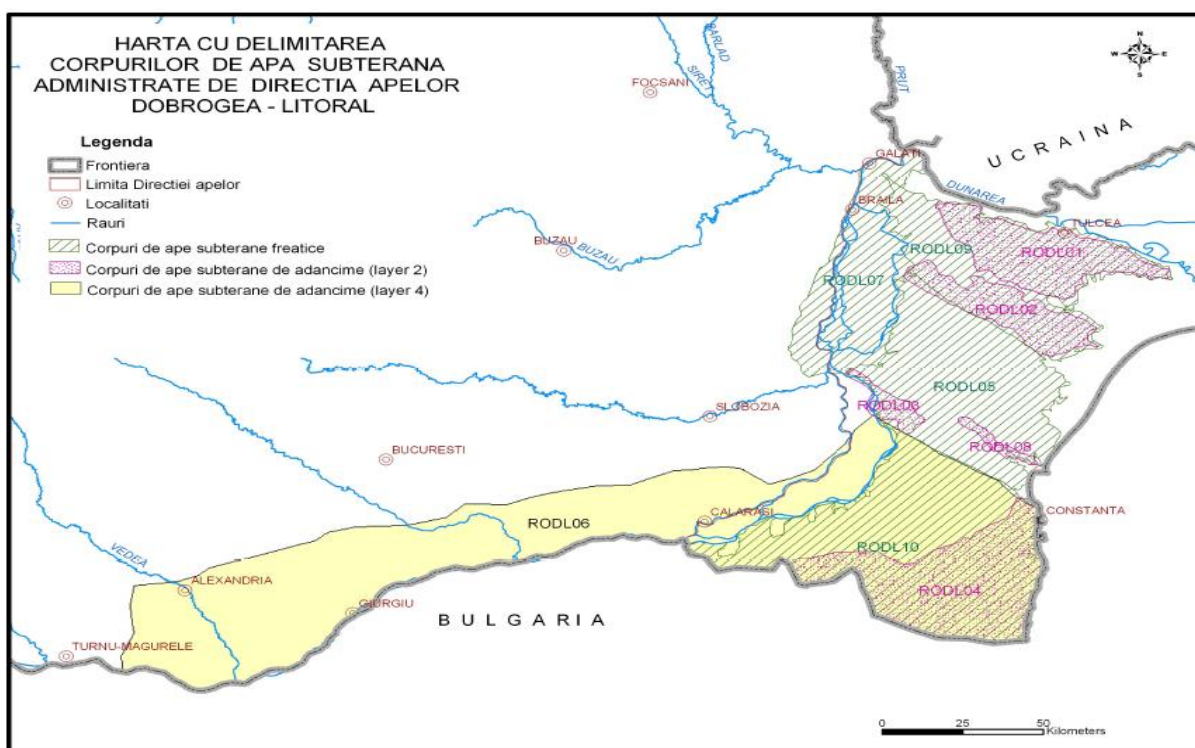 HARTA CU DELIMITAREA
CORPURILOR DE APA SUBTERANA
ADMINISTRATE DE DIRECTIA APELOR
DOBROGEA - LITORAL
Legenda
Frontiera
Limita Directiei apelor
Localitati
Rauri
Corpuri de ape subterane freatice
Corpuri de ape subterane de adancime (layer 2)
Corpuri de ape subterane de adancime (layer 4)
N
W E
S
BARLAD
SIRET
PRUT
FOCSANI
UCRAINA
GALATI
DUNAREA
BRAILA
TULCEA
BUZAU
BUZAU
RODL09
RODL01
RODL07
RODL02
RODL05
RODL03
SLOBOZIA
RODL08
BUCURESTI
CALARASI
CONSTANTA
RODL06
RODL10
VEDEA
ALEXANDRIA
RODL04
GIURGIU
BULGARIA
TURNU-MAGURELE
0 25 50
Kilometers